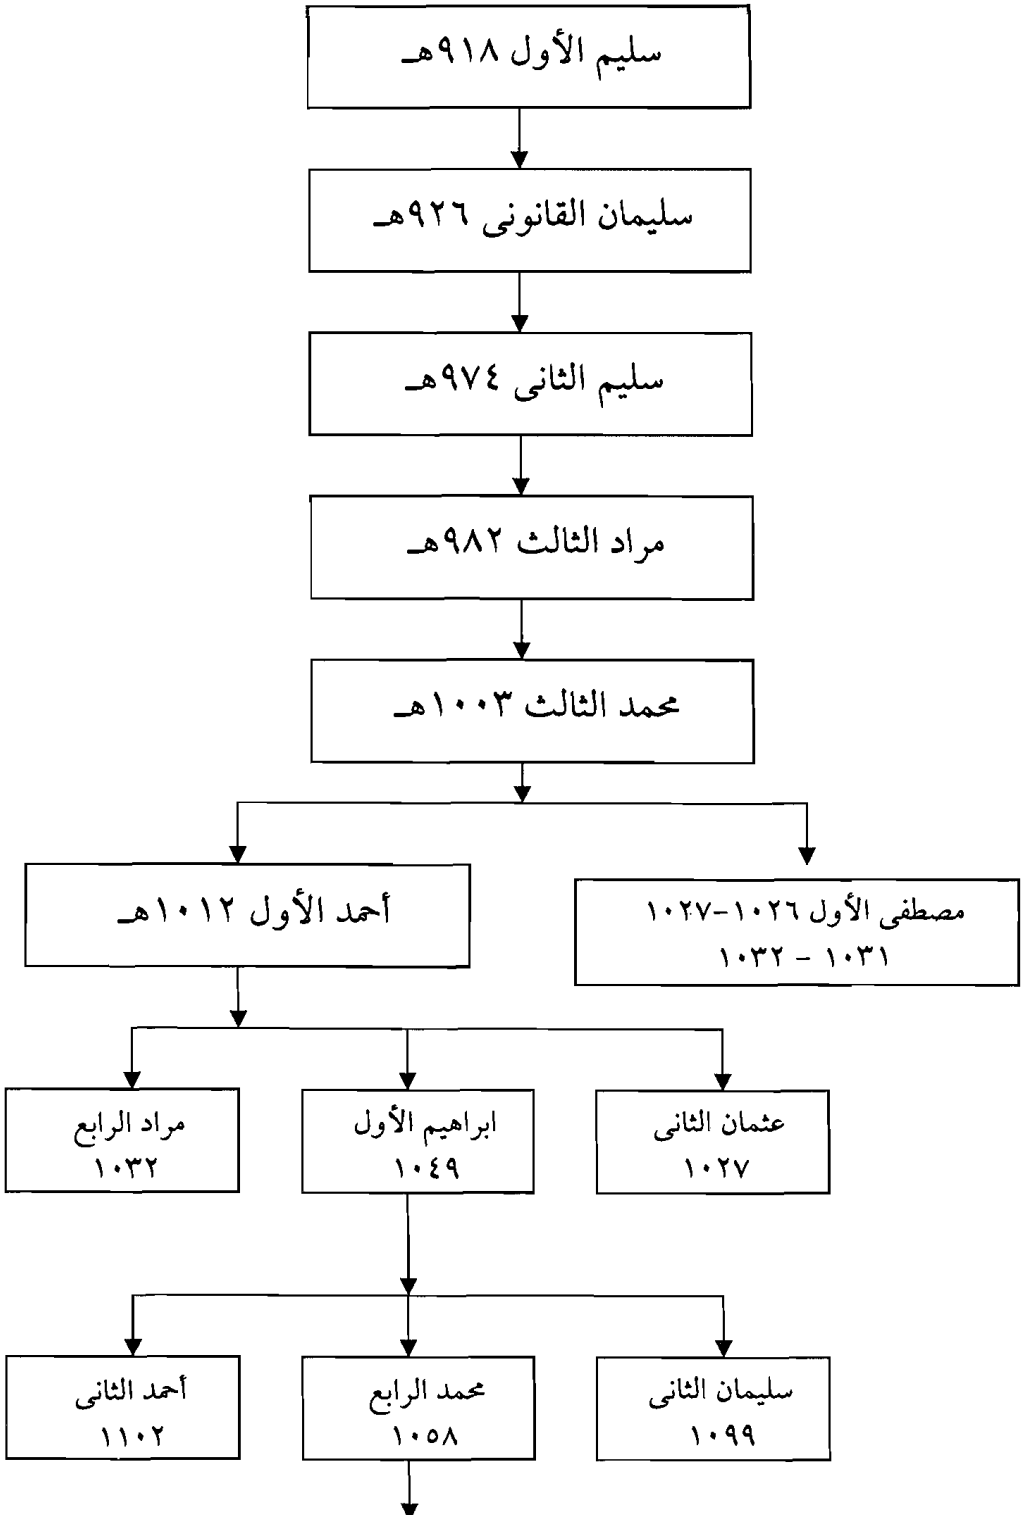 سليم الأول ٩١٨هـ
سليمان القانونى ٩٢٦هـ
سليم الثانى ٩٧٤هـ
مراد الثالث ٩٨٢هـ
محمد الثالث ١٠٠٣هـ
مصطفى الأول ١٠٢٦-١٠٢٧
١٠٣١ - ١٠٣٢
أحمد الأول ١٠١٢هـ
عثمان الثانى
١٠٢٧
ابراهيم الأول
١٠٤٩
مراد الرابع
١٠٣٢
سليمان الثانى
١٠٩٩
محمد الرابع
١٠٥٨
أحمد الثانى
١١٠٢